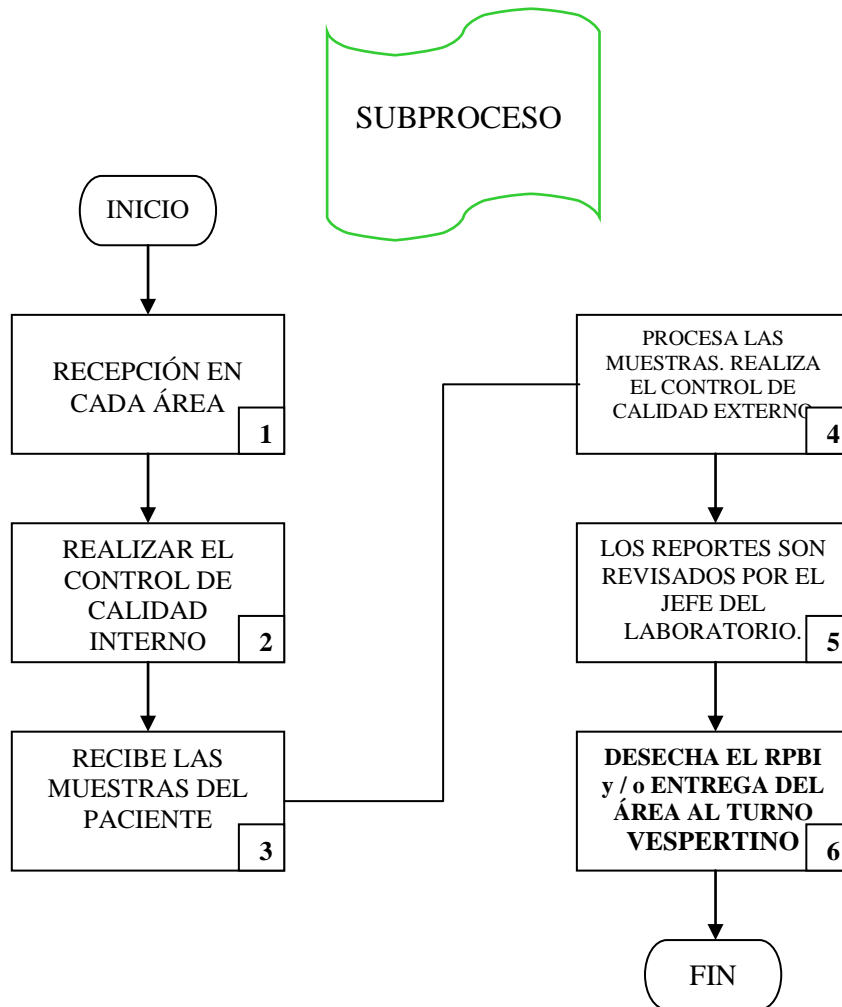 SUBPROCESO
INICIO
RECEPCIÓN EN
CADA ÁREA
1
REALIZAR EL
CONTROL DE
CALIDAD
INTERNO
2
RECIBE LAS
MUESTRAS DEL
PACIENTE
3
PROCESA LAS
MUESTRAS. REALIZA
EL CONTROL DE
CALIDAD EXTERNO
4
LOS REPORTES SON
REVISADOS POR EL
JEFE DEL
LABORATORIO.
5
DESECHA EL RPBI
y / o ENTREGA DEL
ÁREA AL TURNO
VESPERTINO
6
FIN